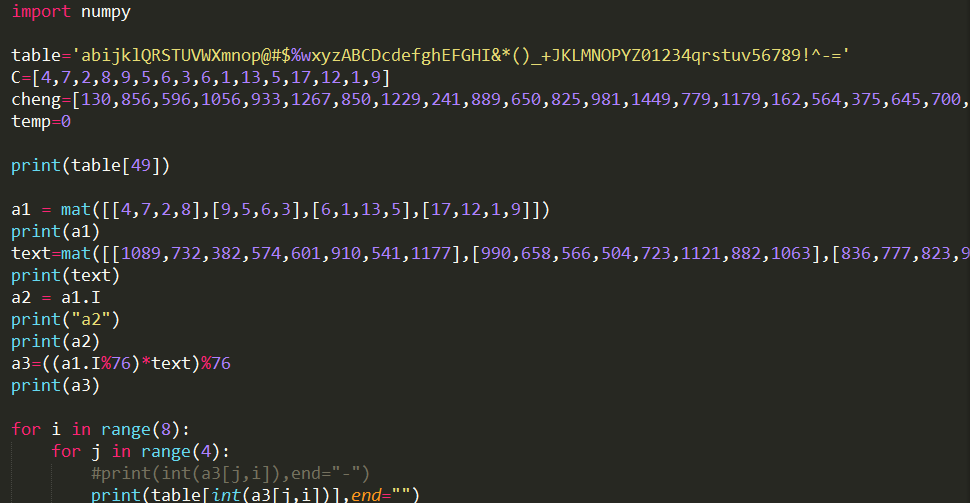 import numpy
table='abijklQRSTUVWXmnop@#$%wxyzABCDcdefghEFGHI&*()_+JKLMNOPYZ01234qrstuv56789!^-='
C=[4,7,2,8,9,5,6,3,6,1,13,5,17,12,1,9]
cheng=[130,856,596,1056,933,1267,850,1229,241,889,650,825,981,1449,779,1179,162,564,375,645,700,
temp=0
print(table[49])
a1 = mat([[4,7,2,8],[9,5,6,3],[6,1,13,5],[17,12,1,9]])
print(a1)
text=mat([[1089,732,382,574,601,910,541,1177],[990,658,566,504,723,1121,882,1063],[836,777,823,9
print(text)
a2 = a1.I
print("a2")
print(a2)
a3=((a1.I%76)*text)%76
print(a3)
for i in range(8):
    for j in range(4):
        #print(int(a3[j,i]),end="-")
        print(table[int(a3[j,i])],end="")